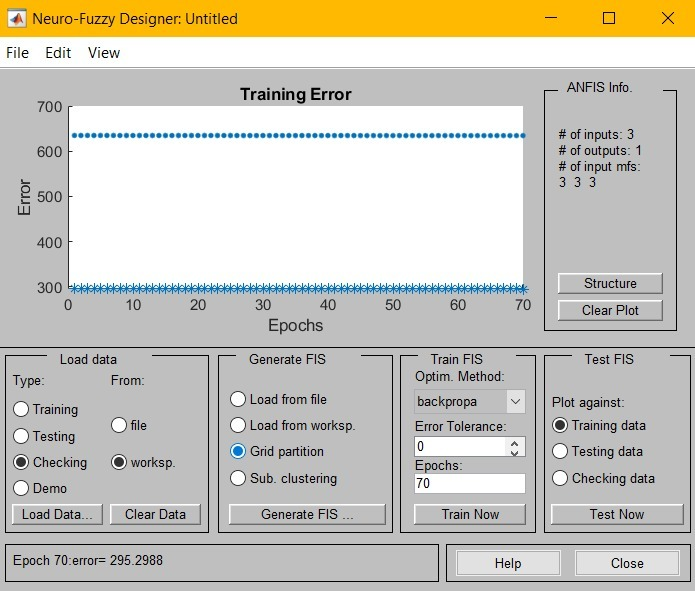 Neuro-Fuzzy Designer: Untitled
File Edit View
Training Error
700
600
500
400
300
Error
0 10 20 30 40 50 60 70
Epochs
ANFIS Info.
# of inputs: 3
# of outputs: 1
# of input mfs:
3 3 3
Structure
Clear Plot
Load data
Type: From:
Training
file
Testing
Checking
worksp.
Demo
Load Data... Clear Data
Generate FIS
Load from file
Load from worksp.
Grid partition
Sub. clustering
Generate FIS ...
Train FIS
Optim. Method:
backpropa
Error Tolerance:
0
Epochs:
70
Train Now
Test FIS
Plot against:
Training data
Testing data
Checking data
Test Now
Epoch 70:error= 295.2988
Help Close